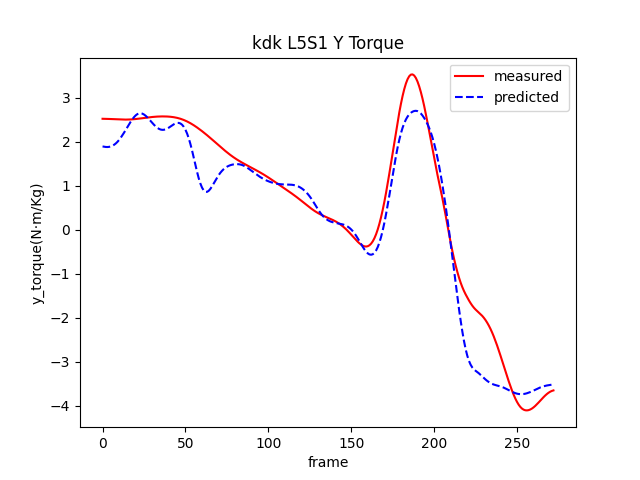 kdk L5S1 Y Torque
measured
predicted
y_torque(N·m/Kg)
3
2
1
0
−1
−2
−3
−4
0 50 100 150 200 250
frame